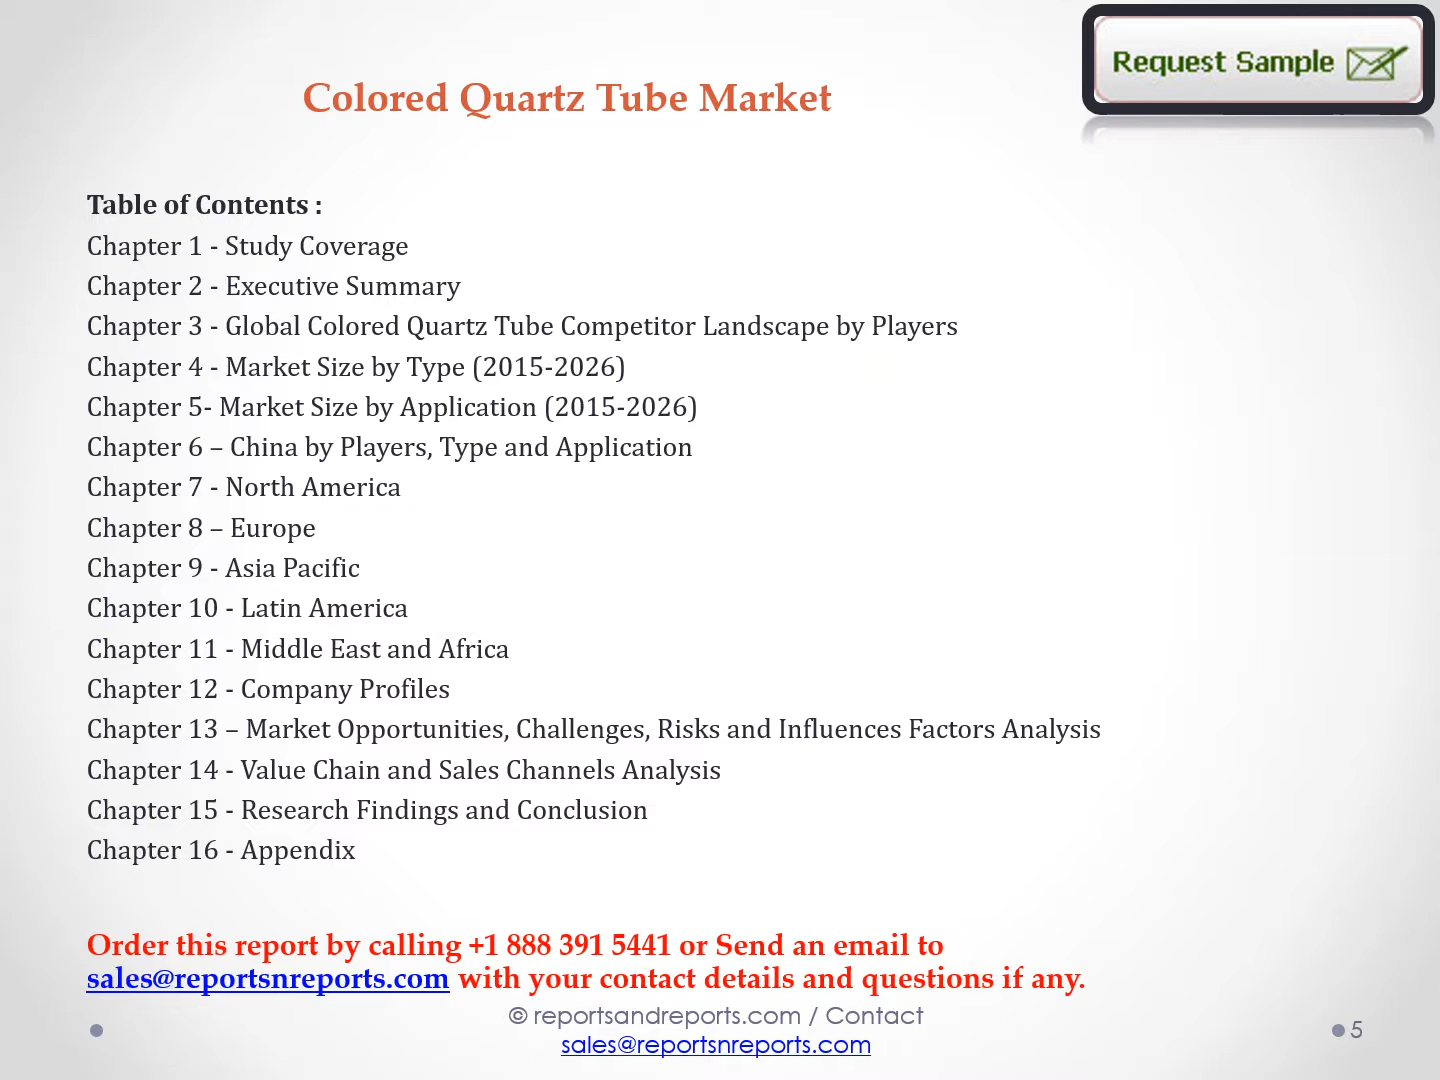 Request Sample
Colored Quartz Tube Market
Table of Contents :
Chapter 1 - Study Coverage
Chapter 2 - Executive Summary
Chapter 3 - Global Colored Quartz Tube Competitor Landscape by Players
Chapter 4 - Market Size by Type (2015-2026)
Chapter 5- Market Size by Application (2015-2026)
Chapter 6 – China by Players, Type and Application
Chapter 7 - North America
Chapter 8 – Europe
Chapter 9 - Asia Pacific
Chapter 10 - Latin America
Chapter 11 - Middle East and Africa
Chapter 12 - Company Profiles
Chapter 13 – Market Opportunities, Challenges, Risks and Influences Factors Analysis
Chapter 14 - Value Chain and Sales Channels Analysis
Chapter 15 - Research Findings and Conclusion
Chapter 16 - Appendix
Order this report by calling +1 888 391 5441 or Send an email to
sales@reportsnreports.com with your contact details and questions if any.
© reportsandreports.com / Contact
sales@reportsnreports.com
5